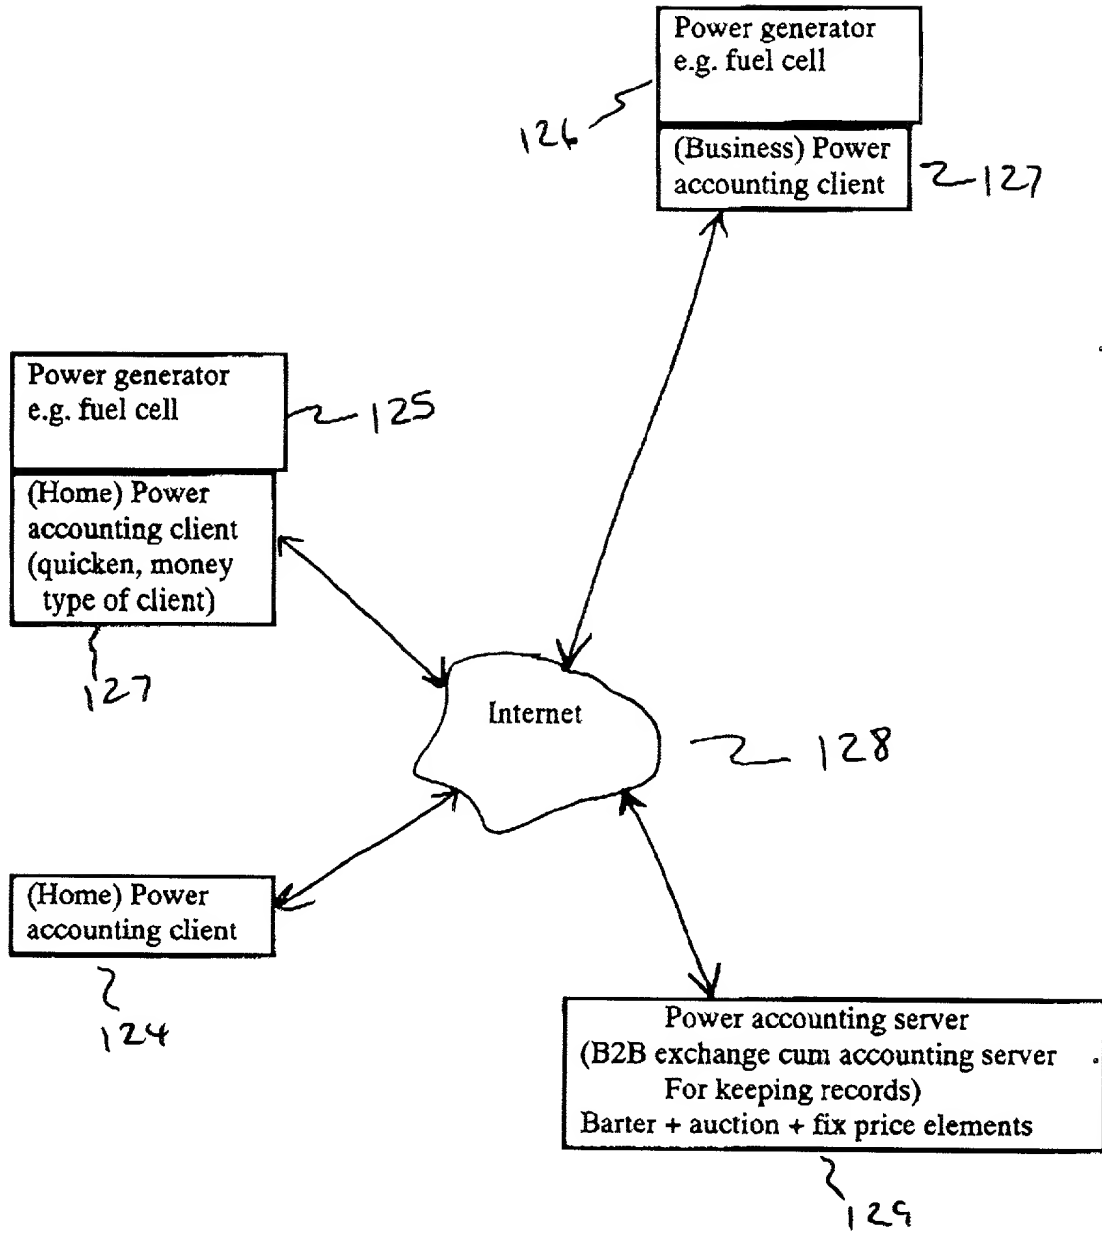 Power generator
e.g. fuel cell
126
(Business) Power
accounting client
127
Power generator
e.g. fuel cell
125
(Home) Power
accounting client
(quicken, money
type of client)
127
Internet
128
(Home) Power
accounting client
124
Power accounting server
(B2B exchange cum accounting server
For keeping records)
Barter + auction + fix price elements
129